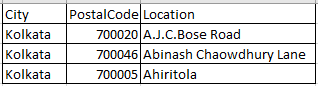 City PostalCode Location
Kolkata 700020 A.J.C.Bose Road
Kolkata 700046 Abinash Chaowdhury Lane
Kolkata 700005 Ahiritola